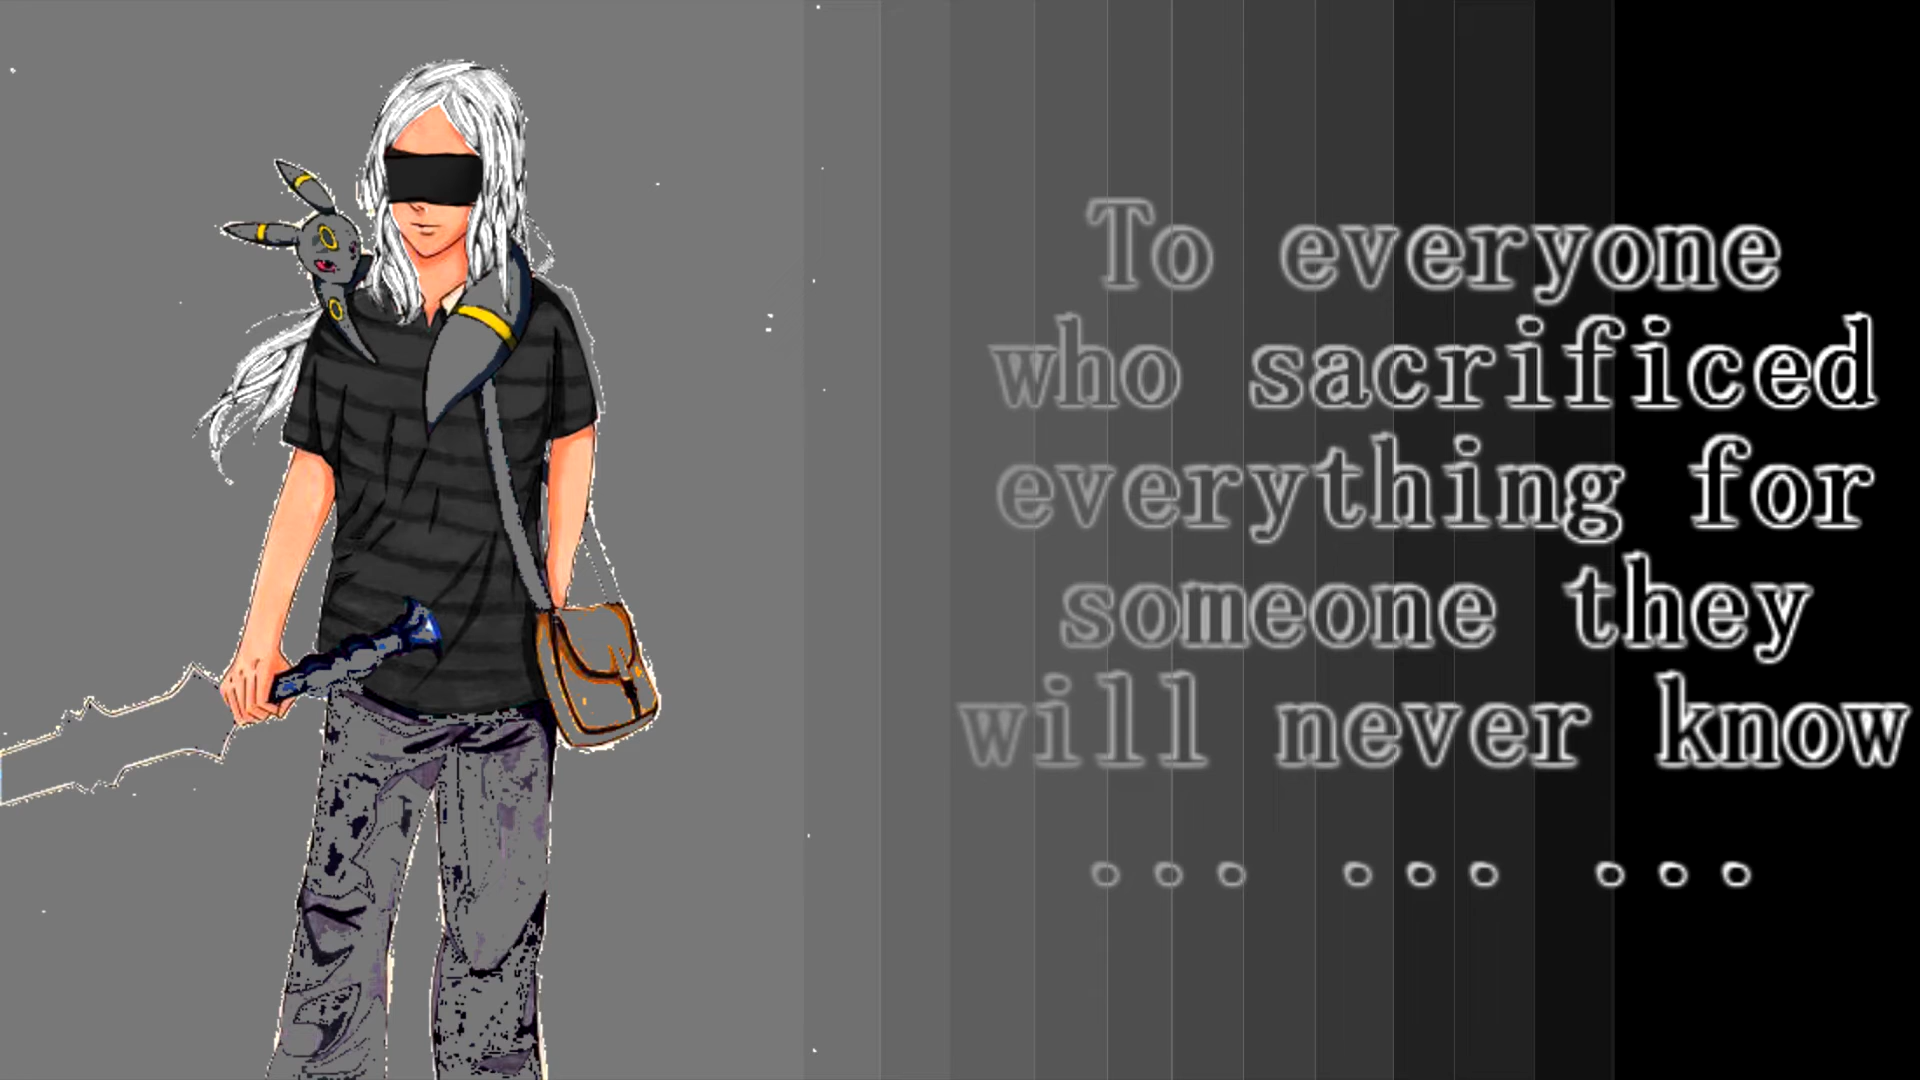 To everyone
who sacrificed
everything for
someone they
will never know
... ... ...